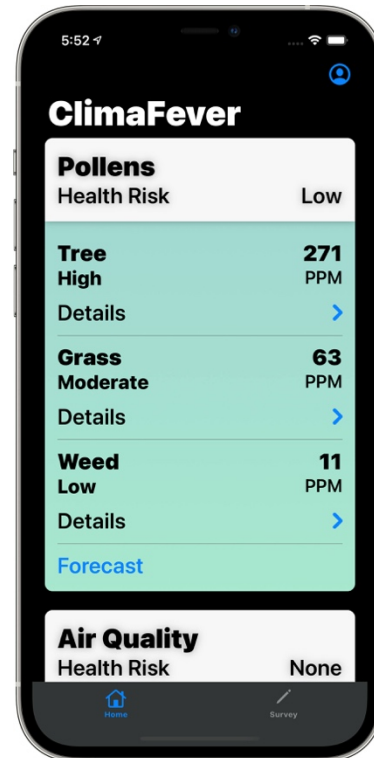 5:52
ClimaFever
Pollens
Health Risk Low
Tree 271
High PPM
Details
Grass 63
Moderate PPM
Details
Weed 11
Low PPM
Details
Forecast
Air Quality
Health Risk None
Home Survey